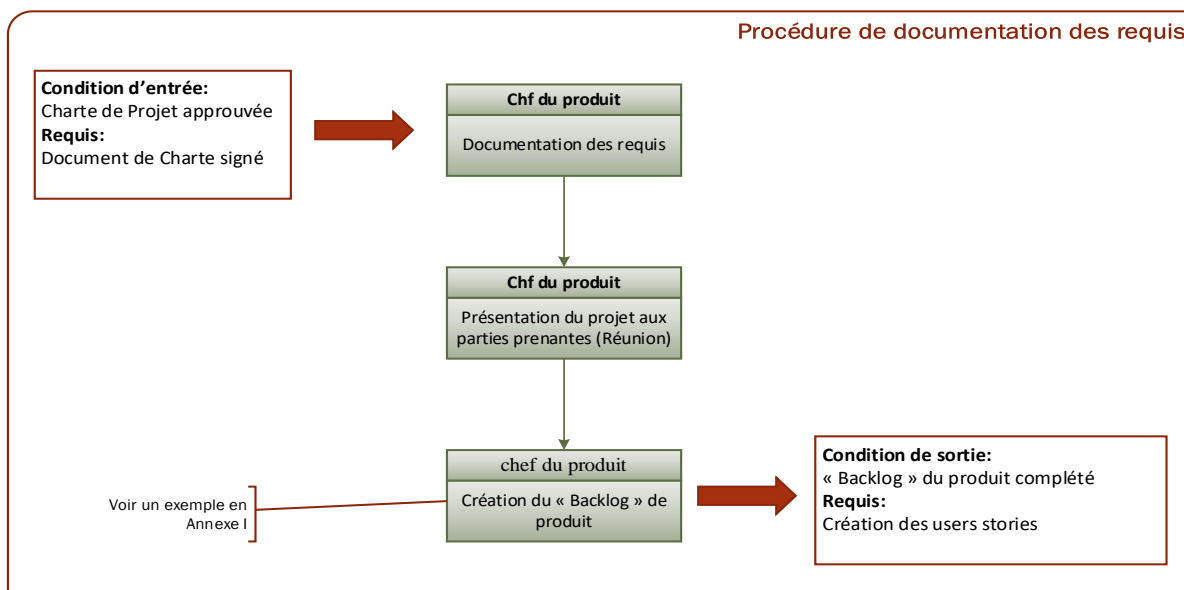 Procédure de documentation des requis
Condition d'entrée:
Charte de Projet approuvée
Requis:
Document de Charte signé
Chf du produit
Documentation des requis
Chf du produit
Présentation du projet aux
parties prenantes (Réunion)
chef du produit
Création du « Backlog » de
produit
Voir un exemple en
Annexe I
Condition de sortie:
« Backlog » du produit complété
Requis:
Création des users stories